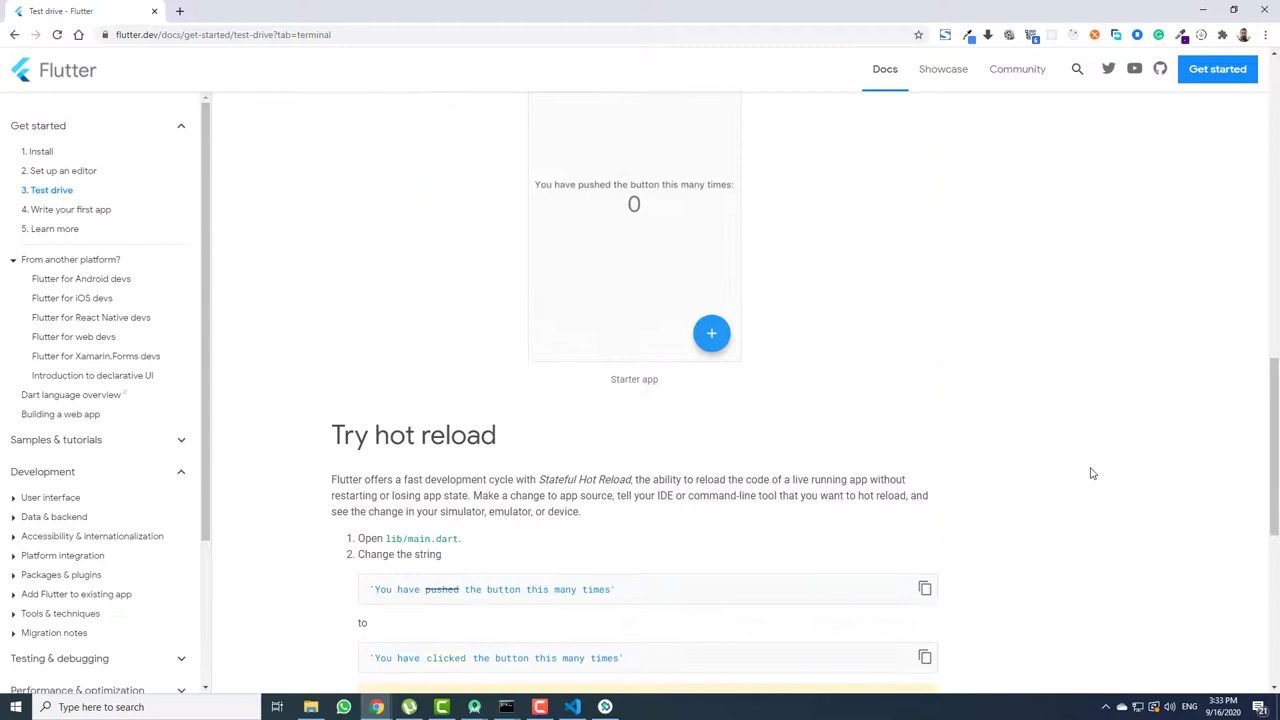 Test drive - Flutter
flutter.dev/docs/get-started/test-drive?tab=terminal
Flutter
Docs
Showcase
Community
Get started
Get started
1. Install
2. Set up an editor
3. Test drive
4. Write your first app
5. Learn more
From another platform?
Flutter for Android devs
Flutter for iOS devs
Flutter for React Native devs
Flutter for web devs
Flutter for Xamarin.Forms devs
Introduction to declarative UI
Dart language overview
Building a web app
Samples & tutorials
Development
User interface
Data & backend
Accessibility & internationalization
Platform integration
Packages & plugins
Add Flutter to existing app
Tools & techniques
Migration notes
Testing & debugging
Performance & optimization
You have pushed the button this many times:
0
+
Starter app
Try hot reload
Flutter offers a fast development cycle with Stateful Hot Reload, the ability to reload the code of a live running app without
restarting or losing app state. Make a change to app source, tell your IDE or command-line tool that you want to hot reload, and
see the change in your simulator, emulator, or device.
1. Open lib/main.dart.
2. Change the string
'You have pushed the button this many times'
to
'You have clicked the button this many times'
Type here to search
ENG
3:33 PM
9/16/2020
21